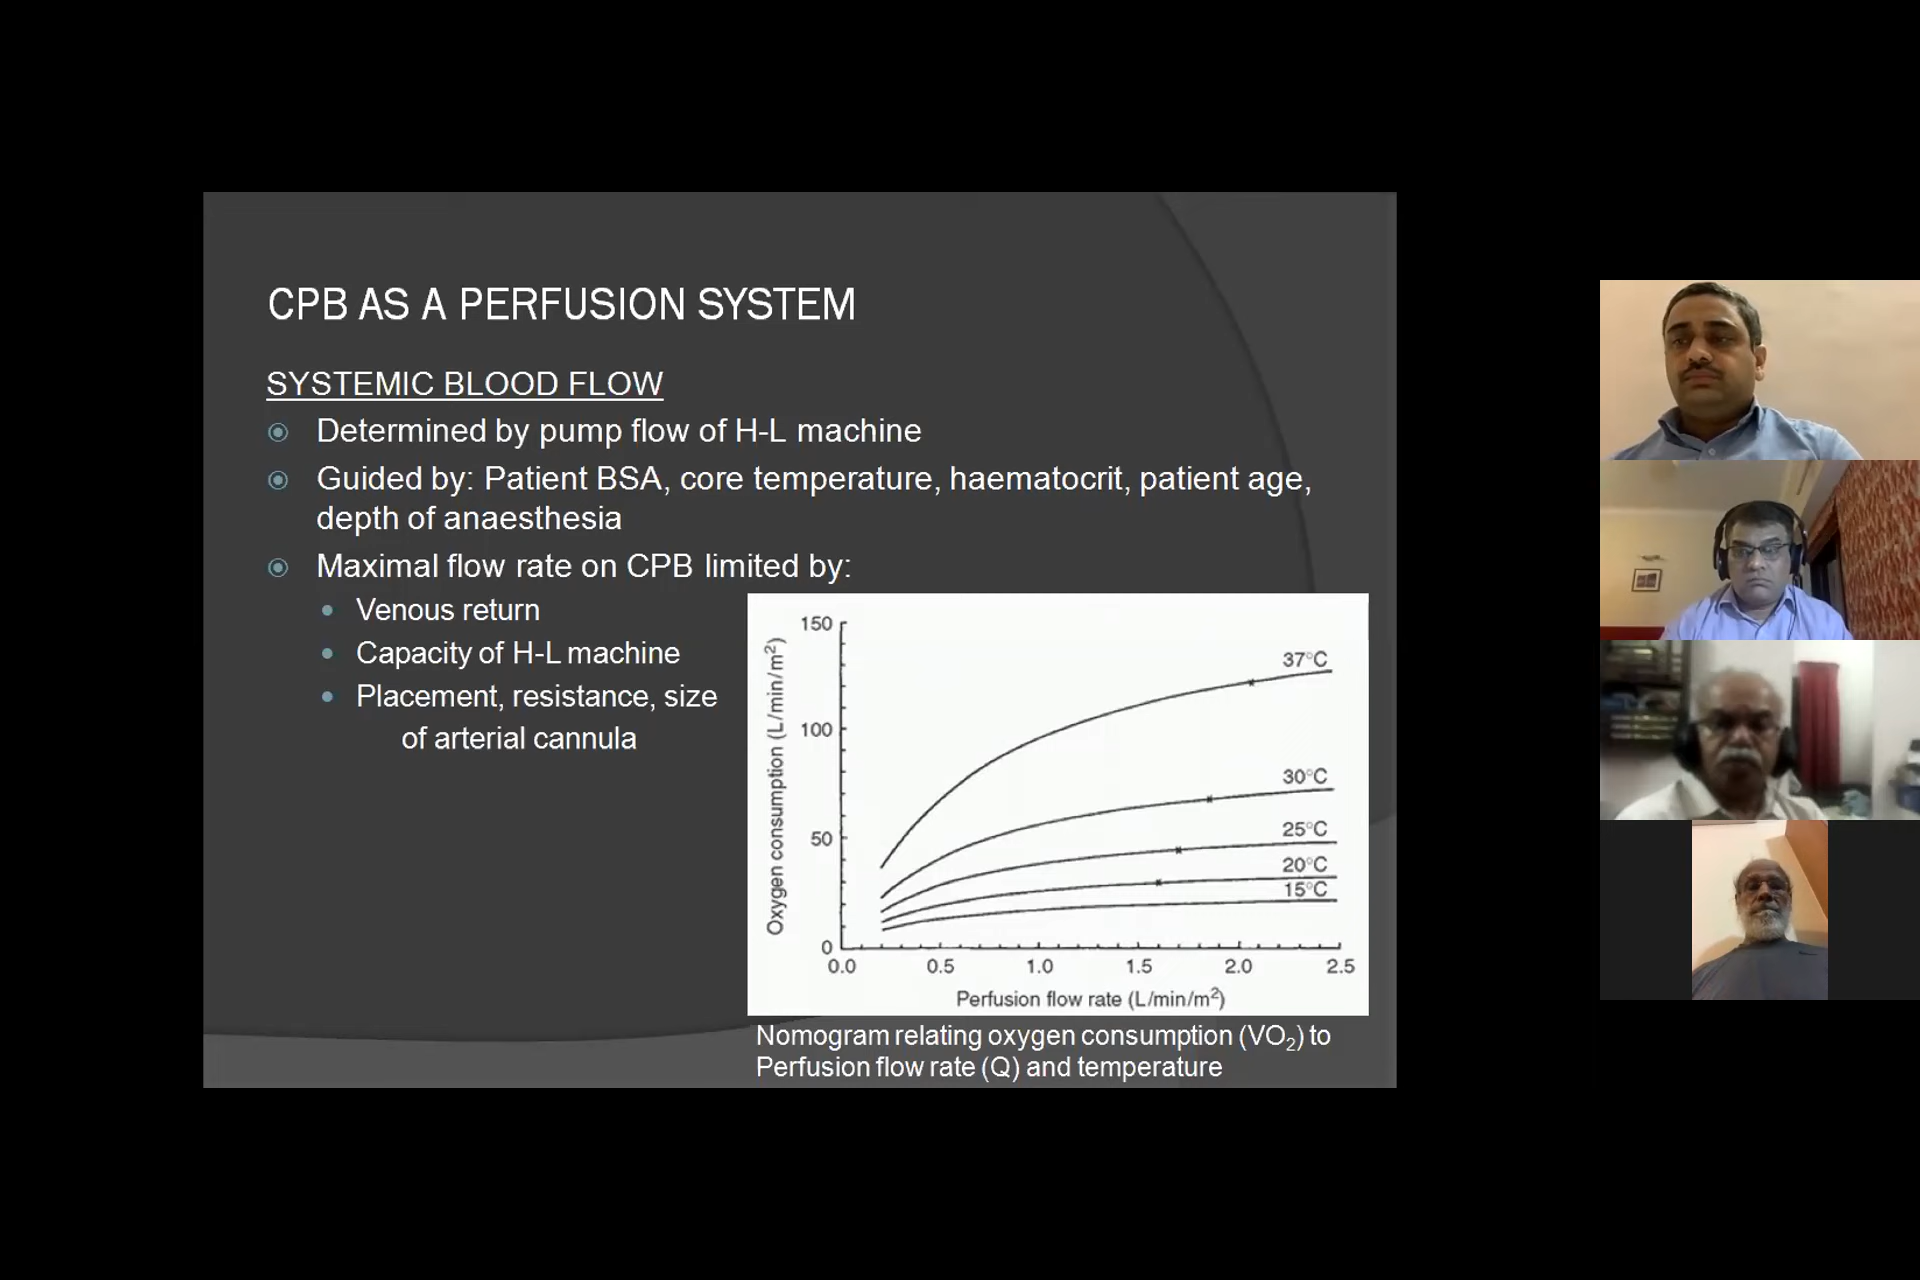 CPB AS A PERFUSION SYSTEM
SYSTEMIC BLOOD FLOW
Determined by pump flow of H-L machine
Guided by: Patient BSA, core temperature, haematocrit, patient age,
depth of anaesthesia
Maximal flow rate on CPB limited by:
Venous return
Capacity of H-L machine
Placement, resistance, size
of arterial cannula
Oxygen consumption (L/min/m²)
150
100
50
0
37°C
30°C
25°C
20°C
15°C
0.0 0.5 1.0 1.5 2.0 2.5
Perfusion flow rate (L/min/m²)
Nomogram relating oxygen consumption (VO₂) to
Perfusion flow rate (Q) and temperature